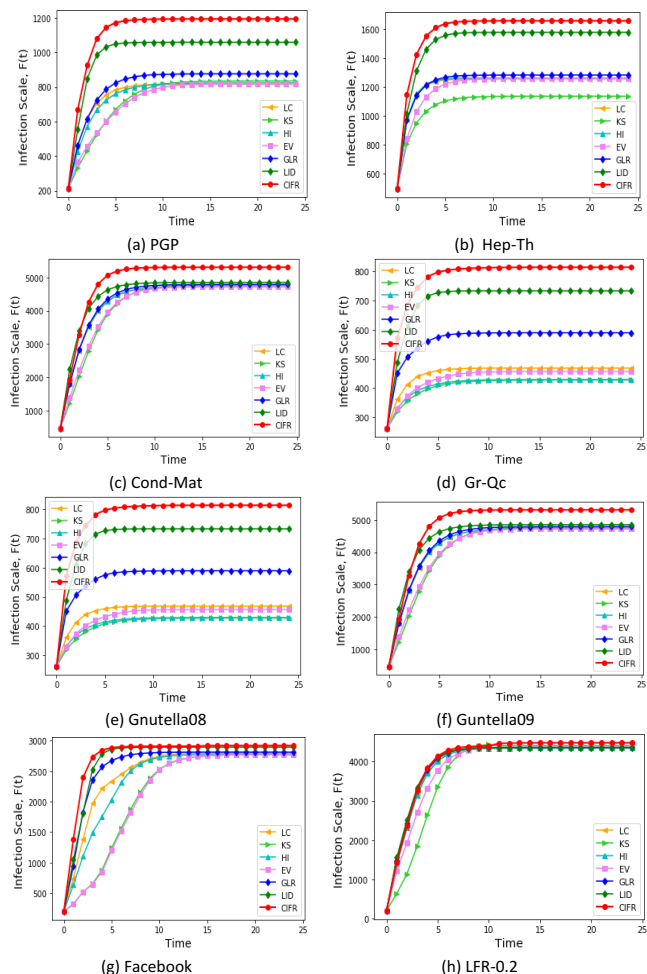 1200
1000
800
600
400
200
Infection Scale, F(t)
0 5 10 15 20 25
Time
LC
KS
HI
EV
GLR
LID
CIFR
(a) PGP
1600
1400
1200
1000
800
600
Infection Scale, F(t)
0 5 10 15 20 25
Time
LC
KS
HI
EV
GLR
LID
CIFR
(b) Hep-Th
5000
4000
3000
2000
1000
Infection Scale, F(t)
0 5 10 15 20 25
Time
LC
KS
HI
EV
GLR
LID
CIFR
(c) Cond-Mat
800
700
600
500
400
300
Infection Scale, F(t)
0 5 10 15 20 25
Time
LC
KS
HI
EV
GLR
LID
CIFR
(d) Gr-Qc
800
700
600
500
400
300
Infection Scale, F(t)
0 5 10 15 20 25
Time
LC
KS
HI
EV
GLR
LID
CIFR
(e) Gnutella08
5000
4000
3000
2000
1000
Infection Scale, F(t)
0 5 10 15 20 25
Time
LC
KS
HI
EV
GLR
LID
CIFR
(f) Guntella09
3000
2500
2000
1500
1000
500
Infection Scale, F(t)
0 5 10 15 20 25
Time
LC
KS
HI
EV
GLR
LID
CIFR
(g) Facebook
4000
3000
2000
1000
0
Infection Scale, F(t)
0 5 10 15 20 25
Time
LC
KS
HI
EV
GLR
LID
CIFR
(h) LFR-0.2